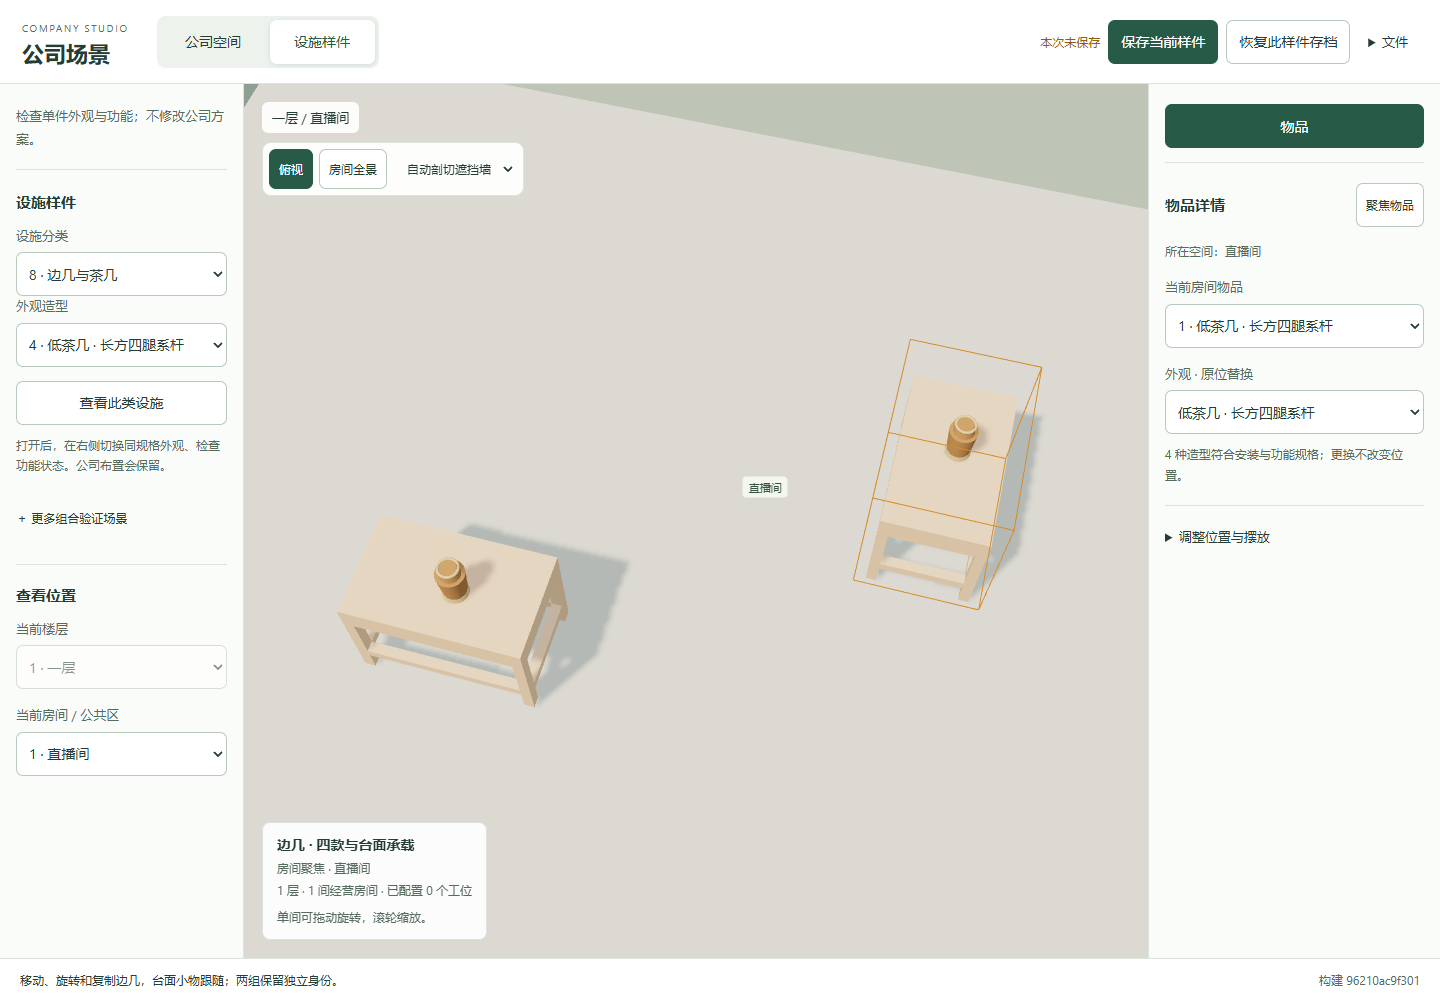 COMPANY STUDIO
公司场景
公司空间
设施样件
本次未保存
保存当前样件
恢复此样件存档
▶ 文件
检查单件外观与功能；不修改公司方
案。
设施样件
设施分类
8 · 边几与茶几
外观造型
4 · 低茶几 · 长方四腿系杆
查看此类设施
打开后，在右侧切换同规格外观、检查
功能状态。公司布置会保留。
+ 更多组合验证场景
查看位置
当前楼层
1 · 一层
当前房间 / 公共区
1 · 直播间
一层 / 直播间
俯视
房间全景
自动剖切遮挡墙
直播间
边几 · 四款与台面承载
房间聚焦 · 直播间
1 层 · 1 间经营房间 · 已配置 0 个工位
单间可拖动旋转，滚轮缩放。
物品
物品详情
聚焦物品
所在空间：直播间
当前房间物品
1 · 低茶几 · 长方四腿系杆
外观 · 原位替换
低茶几 · 长方四腿系杆
4 种造型符合安装与功能规格；更换不改变位
置。
▶ 调整位置与摆放
移动、旋转和复制边几，台面小物跟随；两组保留独立身份。
构建 96210ac9f301